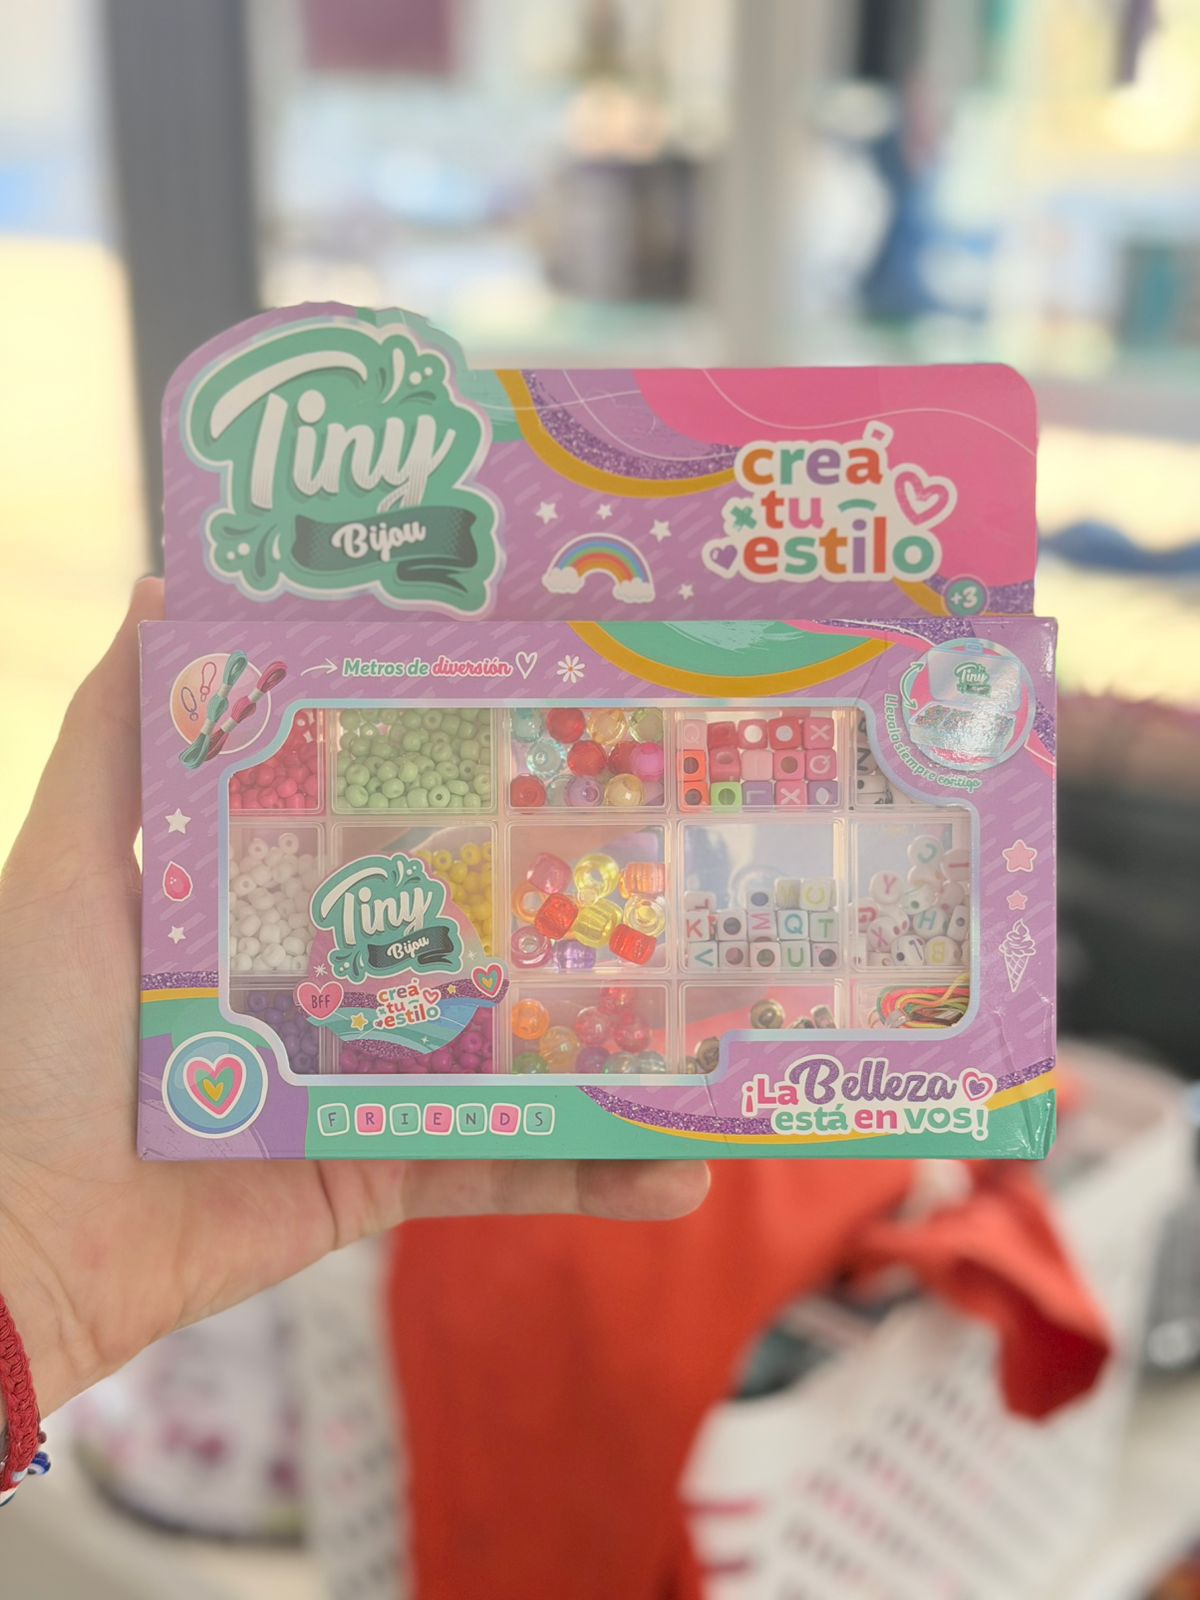 Tiny
Bijou
creá
tu
estilo
+3
Metros de diversión
Tiny
Llevalo siempre contigo
Q X
Q
L X
N
K M Q T
V U
C I
Y
H
X B
Tiny
Bijou
BFF
creá
tu
estilo
FRIENDS
¡La Belleza
está en vos!